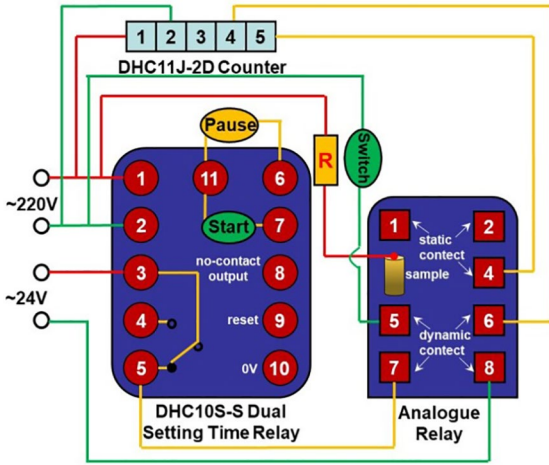 1 2 3 4 5
DHC11J-2D Counter
Pause
R
Switch
1 11 6
~220V
2 Start 7
3 no-contact 8
output
~24V
4 reset 9
5 0V 10
DHC10S-S Dual
Setting Time Relay
1 2
static
contect
4
sample
5 6
dynamic
contect
7 8
Analogue
Relay